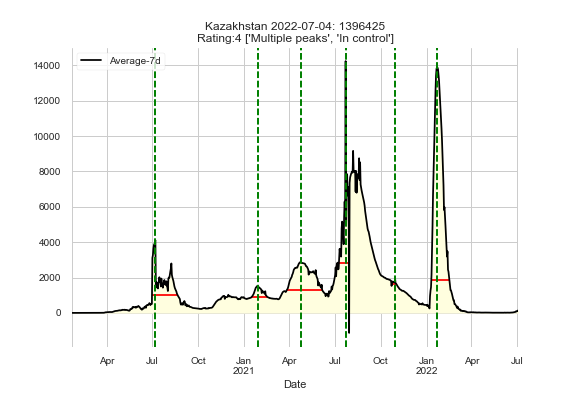 Kazakhstan 2022-07-04: 1396425
Rating:4 ['Multiple peaks', 'In control']
Average-7d
14000
12000
10000
8000
6000
4000
2000
0
Apr Jul Oct Jan Apr Jul Oct Jan Apr Jul
2021 2022
Date